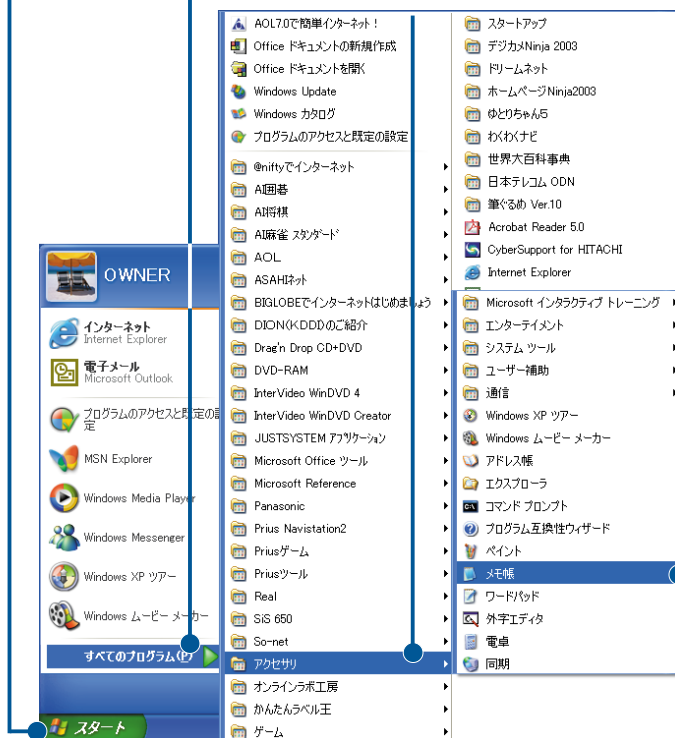 OWNER
インターネット
Internet Explorer
電子メール
Microsoft Outlook
プログラムのアクセスと既定の設
定
MSN Explorer
Windows Media Player
Windows Messenger
Windows XP ツアー
Windows ムービー メーカー
すべてのプログラム(P)
スタート
AOL7.0で簡単インターネット！
Office ドキュメントの新規作成
Office ドキュメントを開く
Windows Update
Windows カタログ
プログラムのアクセスと既定の設定
@niftyでインターネット
AI囲碁
AI将棋
AI麻雀 スタンダード
AOL
ASAHIネット
BIGLOBEでインターネットはじめましょう
DION(KDDI)のご紹介
Drag'n Drop CD+DVD
DVD-RAM
InterVideo WinDVD 4
InterVideo WinDVD Creator
JUSTSYSTEM アプリケーション
Microsoft Office ツール
Microsoft Reference
Panasonic
Prius Navistation2
Priusゲーム
Priusツール
Real
SiS 650
So-net
アクセサリ
オンラインラボ工房
かんたんラベル王
ゲーム
スタートアップ
デジカメNinja 2003
ドリームネット
ホームページNinja2003
ゆとりちゃん5
わくわくナビ
世界大百科事典
日本テレコム ODN
筆ぐるめ Ver.10
Acrobat Reader 5.0
CyberSupport for HITACHI
Internet Explorer
Microsoft インタラクティブ トレーニング
エンターテイメント
システム ツール
ユーザー補助
通信
Windows XP ツアー
Windows ムービー メーカー
アドレス帳
エクスプローラ
コマンド プロンプト
プログラム互換性ウィザード
ペイント
メモ帳
ワードパッド
外字エディタ
電卓
同期